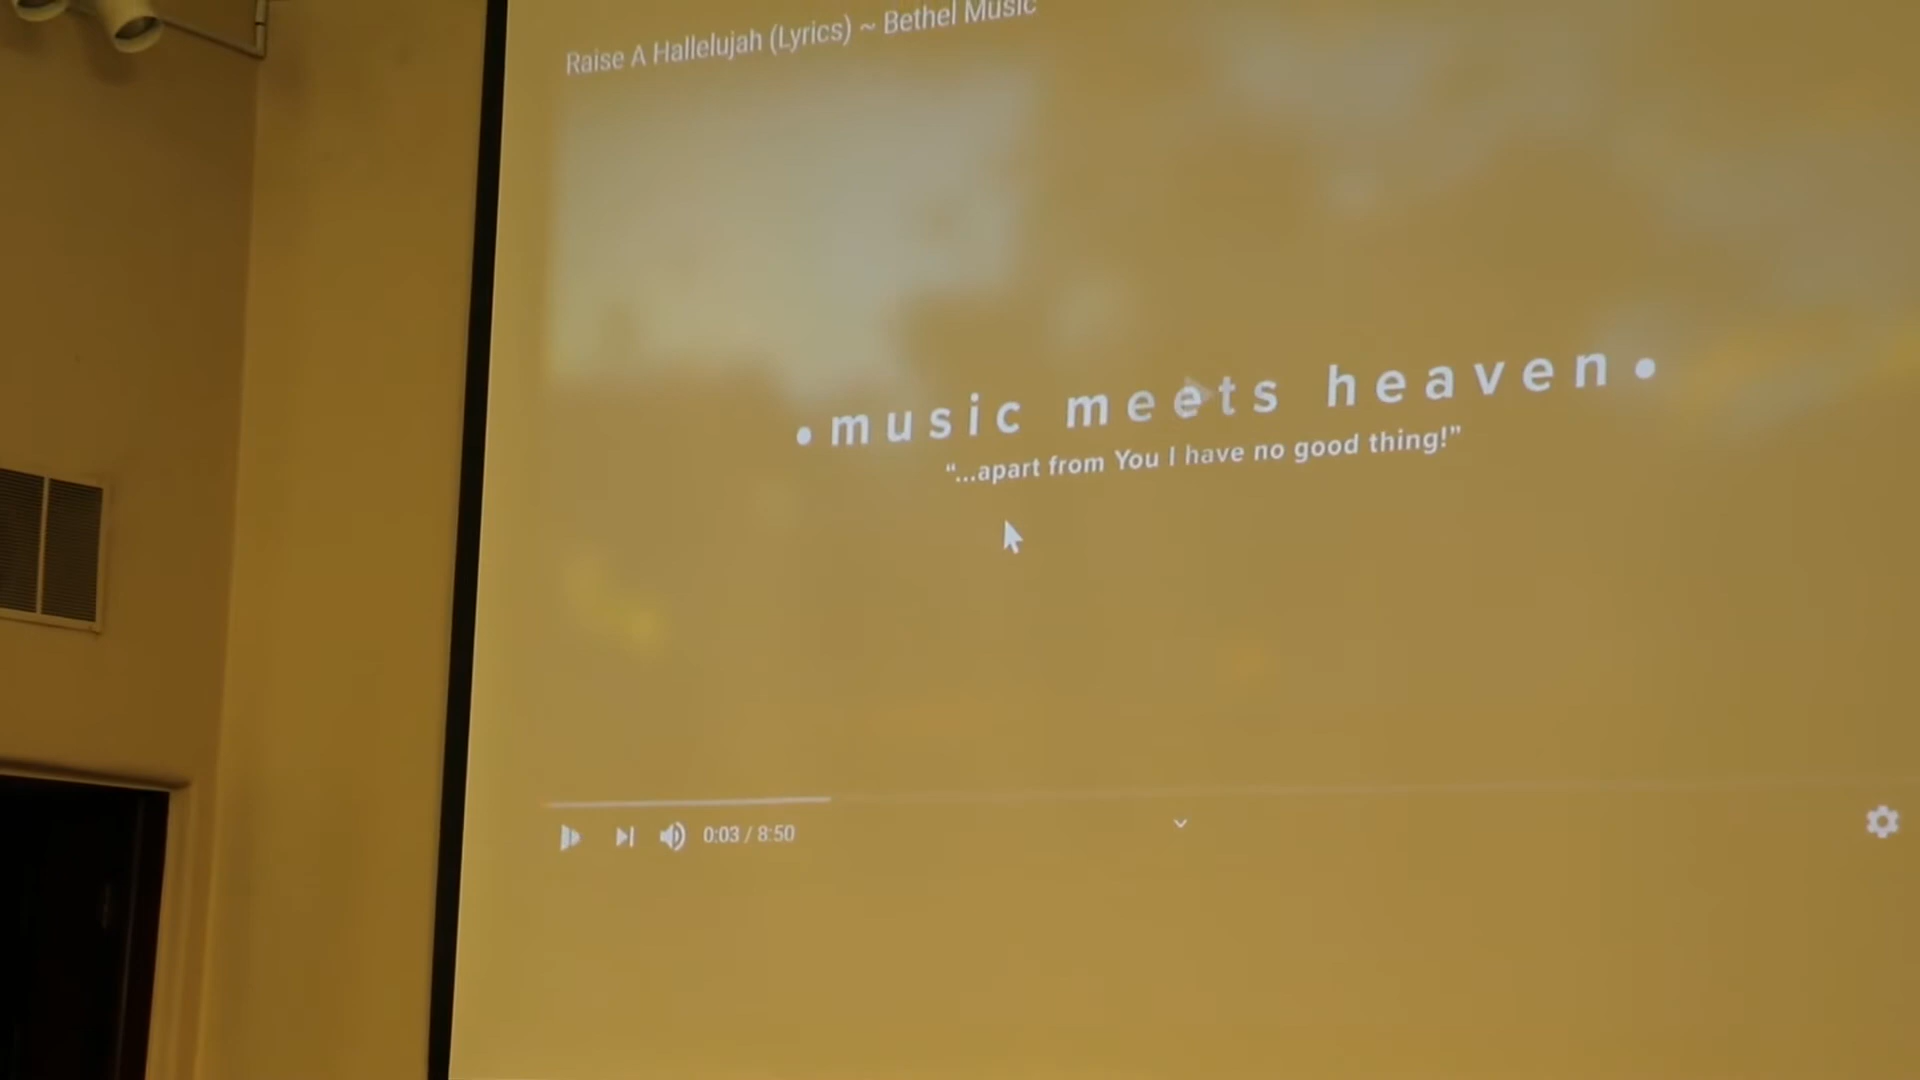 Raise A Hallelujah (Lyrics) ~ Bethel Music
•music meets heaven•
“...apart from You I have no good thing!”
0:03 / 8:50